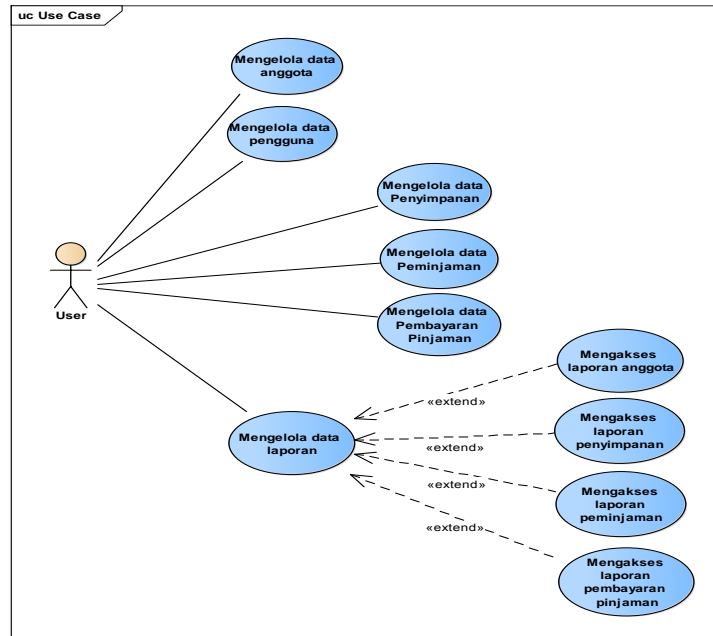 uc Use Case
Mengelola data
anggota
Mengelola data
pengguna
Mengelola data
Penyimpanan
Mengelola data
Peminjaman
Mengelola data
Pembayaran
Pinjaman
User
Mengelola data
laporan
«extend»
«extend»
«extend»
«extend»
Mengakses
laporan anggota
Mengakses
laporan
penyimpanan
Mengakses
laporan
peminjaman
Mengakses
laporan
pembayaran
pinjaman